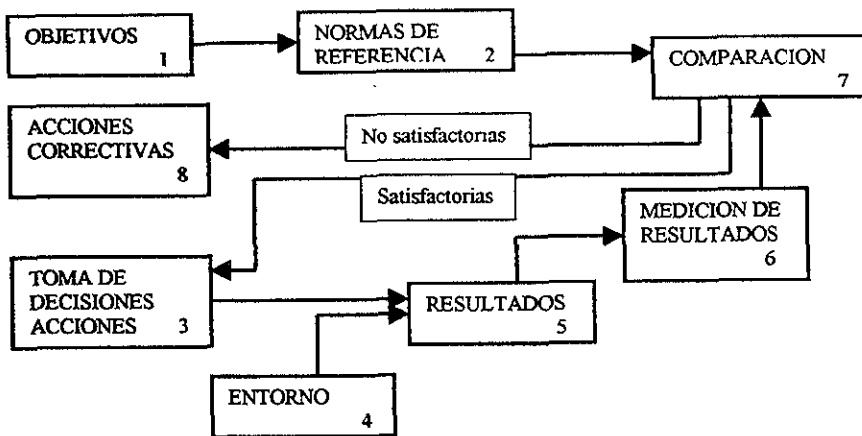 OBJETIVOS
1
NORMAS DE
REFERENCIA 2
COMPARACION
7
ACCIONES
CORRECTIVAS
8
No satisfactorias
Satisfactorias
MEDICION DE
RESULTADOS
6
TOMA DE
DECISIONES
ACCIONES 3
RESULTADOS
5
ENTORNO
4